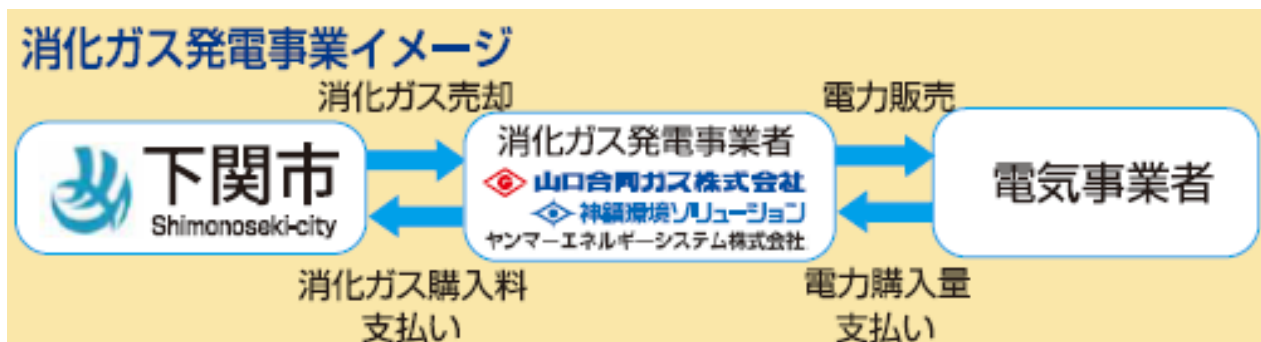 消化ガス発電事業イメージ
消化ガス売却
電力販売
下関市
Shimonoseki-city
消化ガス発電事業者
山口合同ガス株式会社
神鋼環境ソリューション
ヤンマーエネルギーシステム株式会社
電気事業者
消化ガス購入料
支払い
電力購入量
支払い